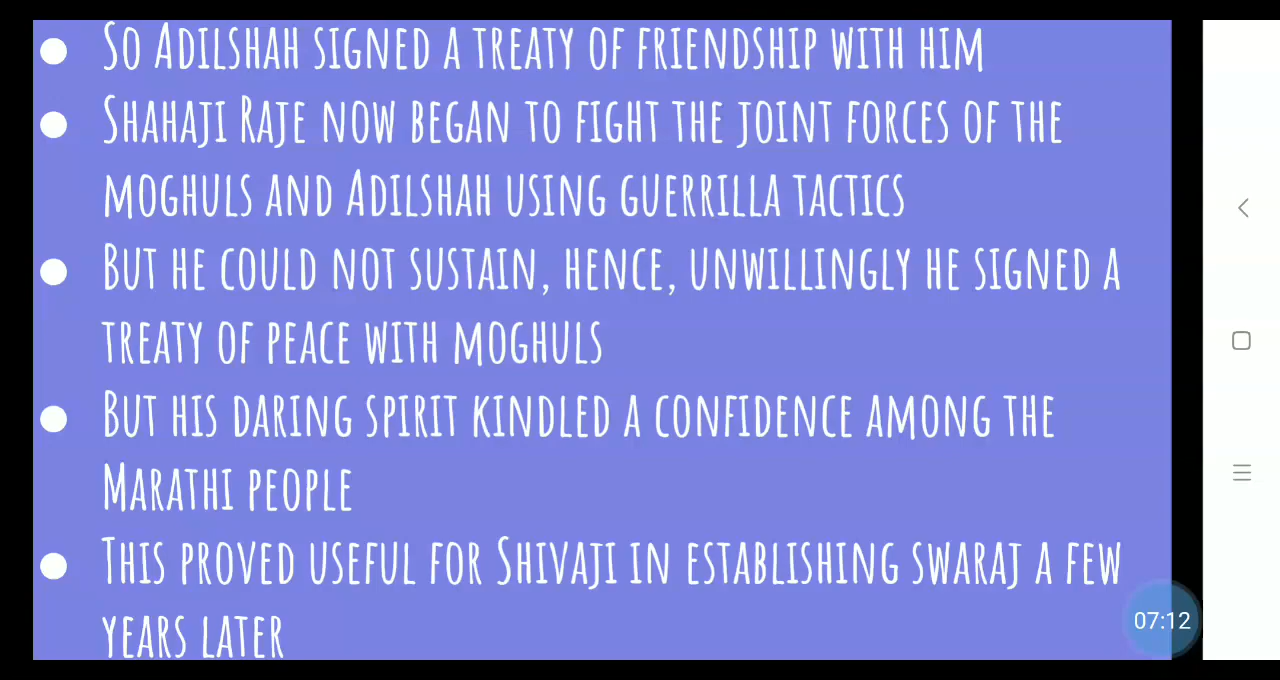 ● So Adilshah signed a treaty of friendship with him
● Shahaji Raje now began to fight the joint forces of the
moghuls and Adilshah using guerrilla tactics
● But he could not sustain, hence, unwillingly he signed a
treaty of peace with moghuls
● But his daring spirit kindled a confidence among the
Marathi people
● This proved useful for Shivaji in establishing swaraj a few
years later
07:12